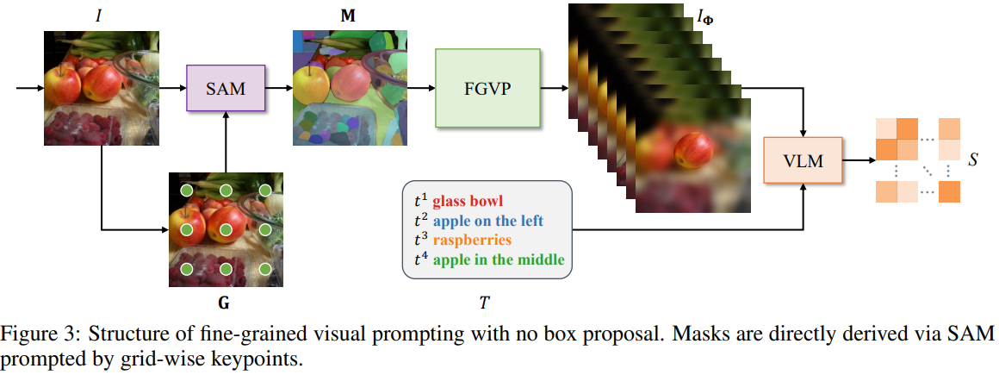 I
M
I_Φ
SAM
FGVP
VLM
S
t¹ glass bowl
t² apple on the left
t³ raspberries
t⁴ apple in the middle
G
T
Figure 3: Structure of fine-grained visual prompting with no box proposal. Masks are directly derived via SAM
prompted by grid-wise keypoints.